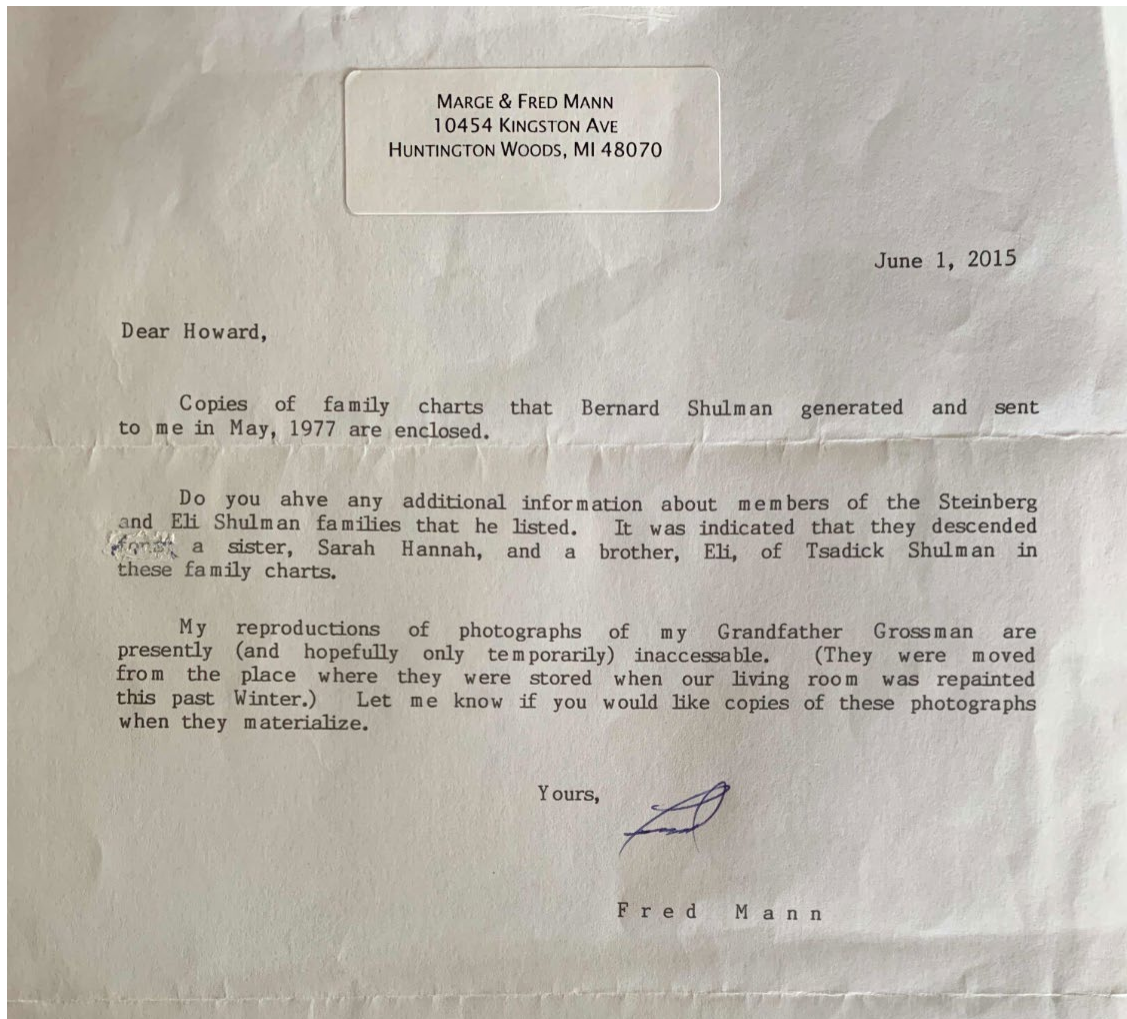 MARGE & FRED MANN
10454 KINGSTON AVE
HUNTINGTON WOODS, MI 48070
June 1, 2015
Dear Howard,
Copies of family charts that Bernard Shulman generated and sent
to me in May, 1977 are enclosed.
Do you ahve any additional information about members of the Steinberg
and Eli Shulman families that he listed. It was indicated that they descended
a sister, Sarah Hannah, and a brother, Eli, of Tsadick Shulman in
these family charts.
My reproductions of photographs of my Grandfather Grossman are
presently (and hopefully only temporarily) inaccessable. (They were moved
from the place where they were stored when our living room was repainted
this past Winter.) Let me know if you would like copies of these photographs
when they materialize.
Yours,
Fred Mann